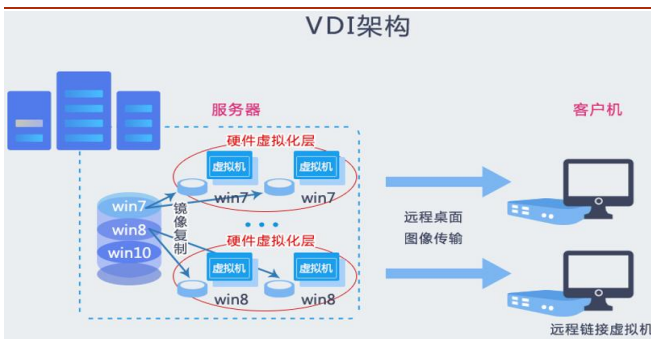 VDI架构
服务器
客户机
硬件虚拟化层
虚拟机
虚拟机
win7
win7
win7
镜像复制
win8
win10
远程桌面
图像传输
•••
硬件虚拟化层
虚拟机
虚拟机
win8
win8
远程链接虚拟机